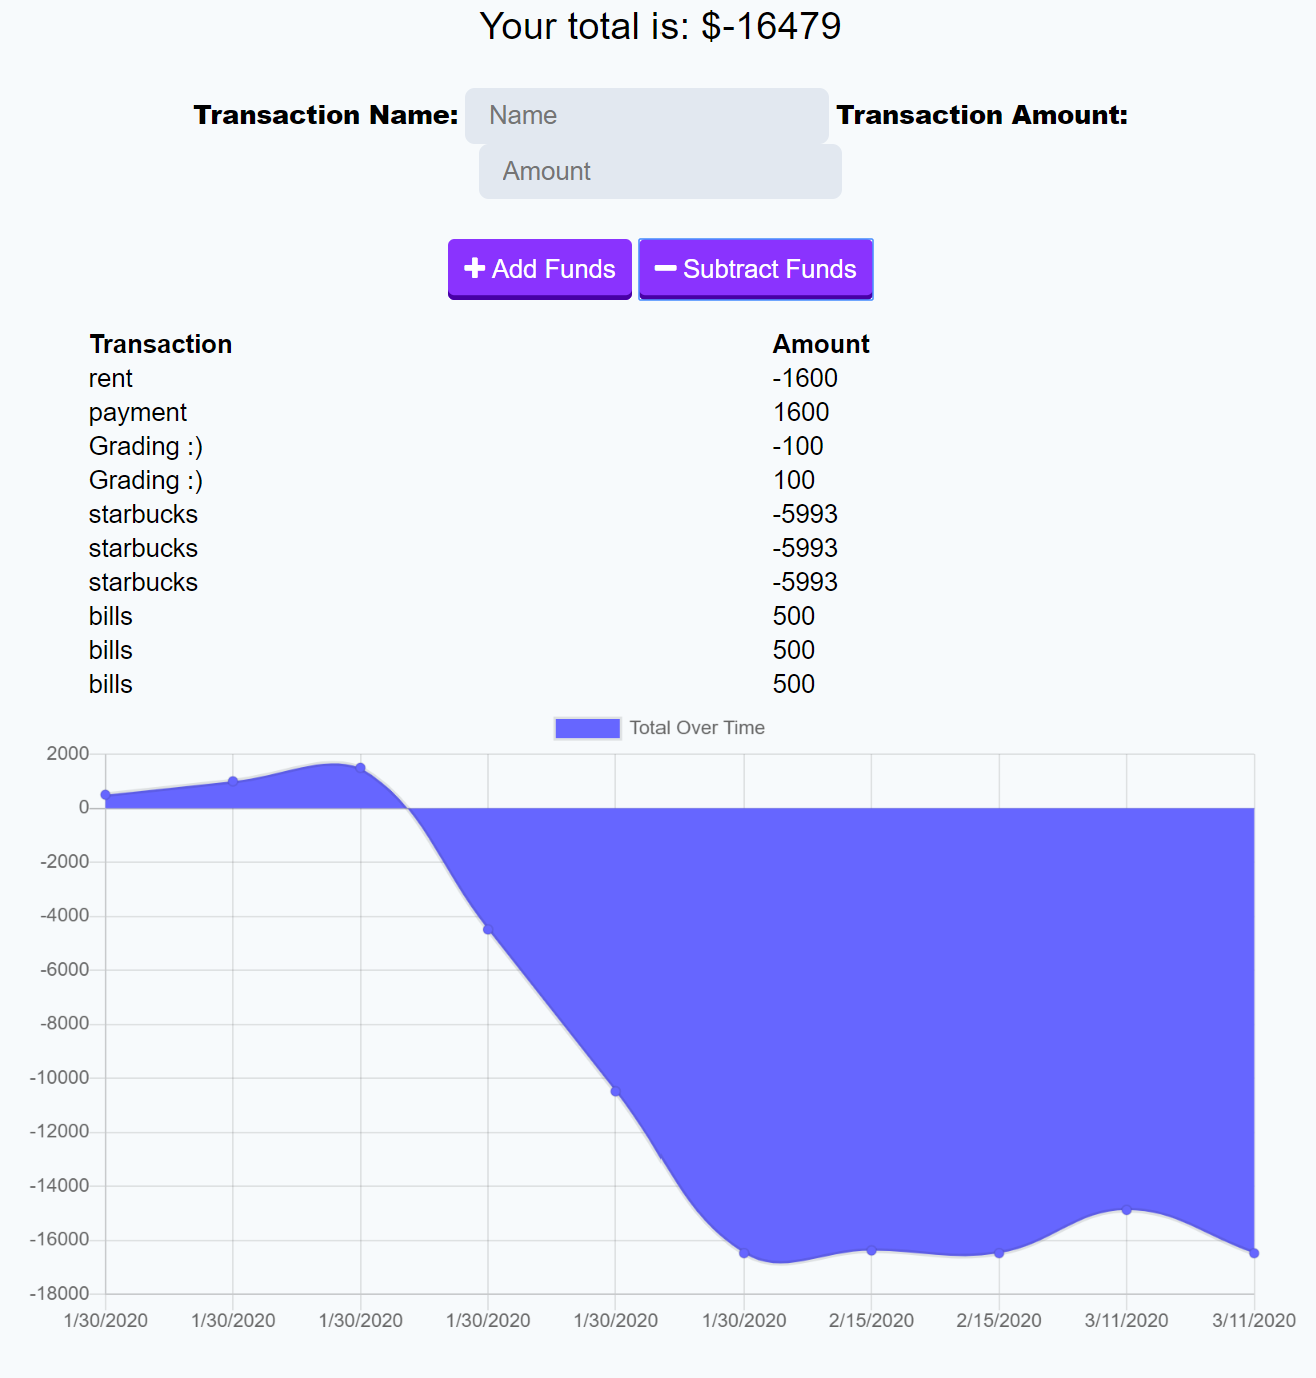 Your total is: $-16479
Transaction Name: Name Transaction Amount:
Amount
Add Funds Subtract Funds
Transaction Amount
rent -1600
payment 1600
Grading :) -100
Grading :) 100
starbucks -5993
starbucks -5993
starbucks -5993
bills 500
bills 500
bills 500
Total Over Time
2000
0
-2000
-4000
-6000
-8000
-10000
-12000
-14000
-16000
-18000
1/30/2020 1/30/2020 1/30/2020 1/30/2020 1/30/2020 1/30/2020 2/15/2020 2/15/2020 3/11/2020 3/11/2020